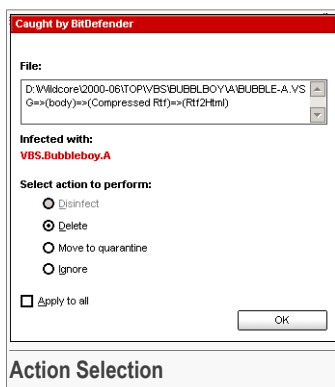 Caught by BitDefender
File:
D:\Wildcore\2000-06\TOP\VBS\BUBBLBOY\A\BUBBLE-A.VS
G=>(body)=>(Compressed Rtf)=>(Rtf2Html)
Infected with:
VBS.Bubbleboy.A
Select action to perform:
Disinfect
Delete
Move to quarantine
Ignore
Apply to all
OK
Action Selection